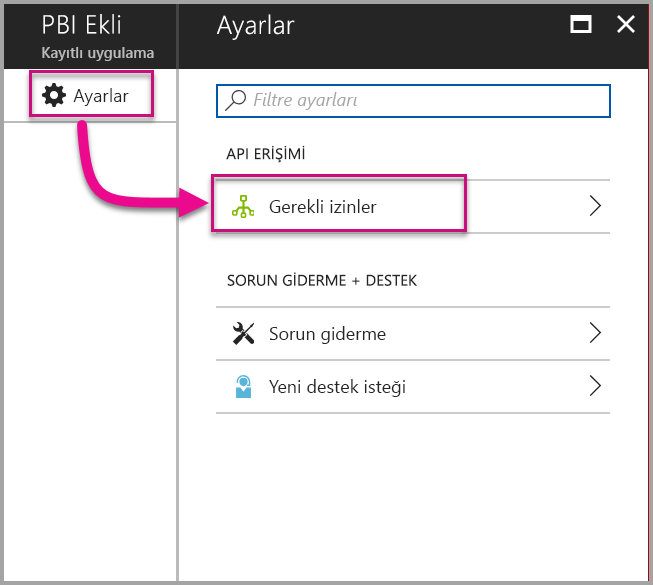 PBI Ekli
Kayıtlı uygulama
Ayarlar
Ayarlar
Filtre ayarları
API ERİŞİMİ
Gerekli izinler
SORUN GİDERME + DESTEK
Sorun giderme
Yeni destek isteği